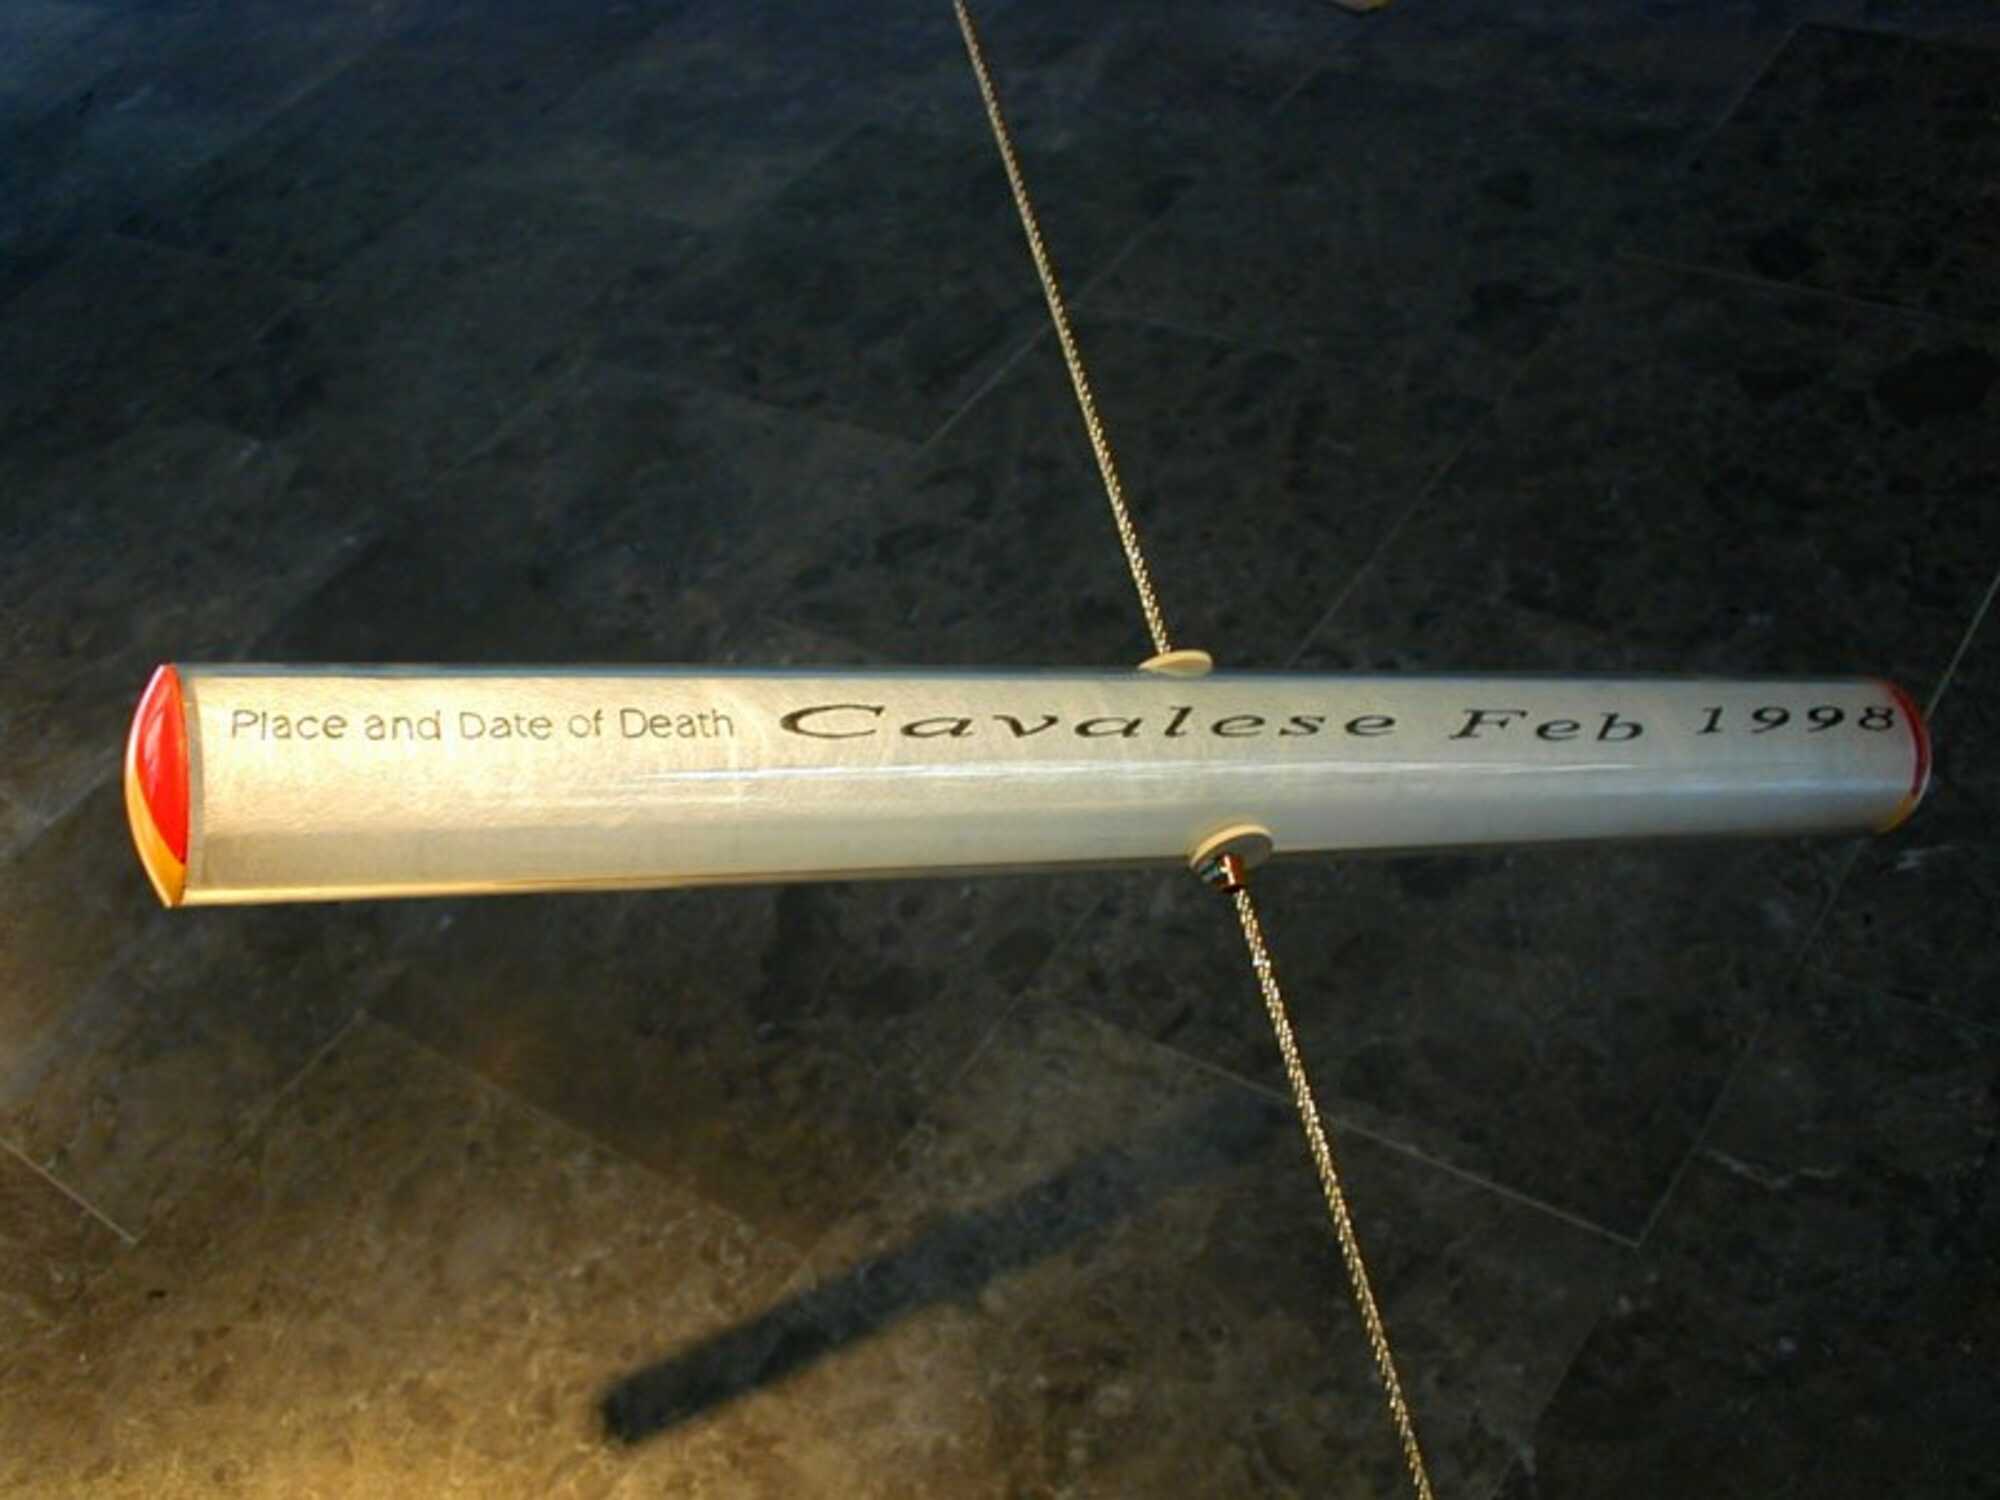 Place and Date of Death Cavalese Feb 1998